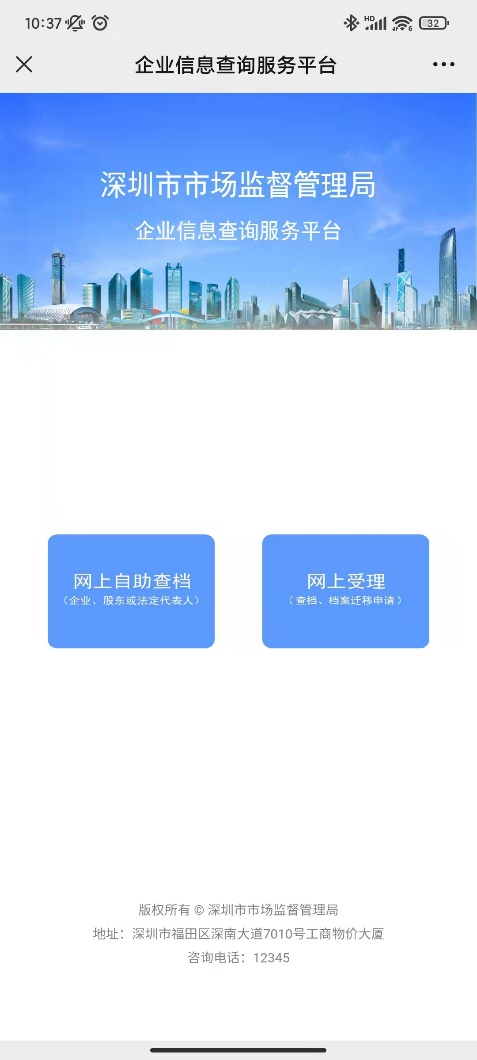 10:37
HD
6
32
企业信息查询服务平台
深圳市市场监督管理局
企业信息查询服务平台
网上自助查档
（企业、股东或法定代表人）
网上受理
（查档、档案迁移申请）
版权所有 © 深圳市市场监督管理局
地址：深圳市福田区深南大道7010号工商物价大厦
咨询电话：12345